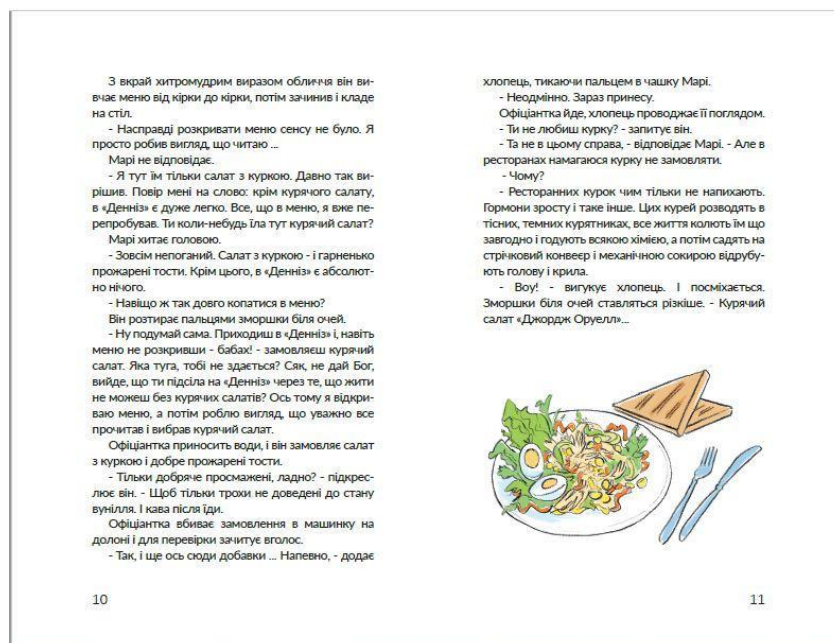 З вкрай хитромудрим виразом обличчя він ви-
вчає меню від кірки до кірки, потім зачинив і кладе
на стіл.
- Насправді розкривати меню сенсу не було. Я
просто робив вигляд, що читаю ...
Марі не відповідає.
- Я тут їм тільки салат з куркою. Давно так ви-
рішив. Повір мені на слово: крім курячого салату,
в «Денніз» є дуже легко. Все, що в меню, я вже пе-
репробував. Ти коли-небудь їла тут курячий салат?
Марі хитає головою.
- Зовсім непоганий. Салат з куркою - і гарненько
прожарені тости. Крім цього, в «Денніз» є абсолют-
но нічого.
- Навіщо ж так довго копатися в меню?
Він розтирає пальцями зморшки біля очей.
- Ну подумай сама. Приходиш в «Денніз» і, навіть
меню не розкривши - бабах! - замовляєш курячий
салат. Яка туга, тобі не здається? Сяк, не дай Бог,
вийде, що ти підсіла на «Денніз» через те, що жити
не можеш без курячих салатів? Ось тому я відкри-
ваю меню, а потім роблю вигляд, що уважно все
прочитав і вибрав курячий салат.
Офіціантка приносить води, і він замовляє салат
з куркою і добре прожарені тости.
- Тільки добряче просмажені, ладно? - підкрес-
лює він. - Щоб тільки трохи не доведені до стану
вунілля. І кава після їди.
Офіціантка вбиває замовлення в машинку на
долоні і для перевірки зачитує вголос.
- Так, і ще ось сюди добавки ... Напевно, - додає
10
хлопець, тикаючи пальцем в чашку Марі.
- Неодмінно. Зараз принесу.
Офіціантка йде, хлопець проводжає її поглядом.
- Ти не любиш курку? - запитує він.
- Та не в цьому справа, - відповідає Марі. - Але в
ресторанах намагаюся курку не замовляти.
- Чому?
- Ресторанних курок чим тільки не напихають.
Гормони зросту і таке інше. Цих курей розводять в
тісних, темних курятниках, все життя колють їм що
завгодно і годують всякою хімією, а потім садять на
стрічковий конвеєр і механічною сокирою відрубу-
ють голову і крила.
- Воу! - вигукує хлопець. І посміхається.
Зморшки біля очей ставляться різкіше. - Курячий
салат «Джордж Оруелл»...
11